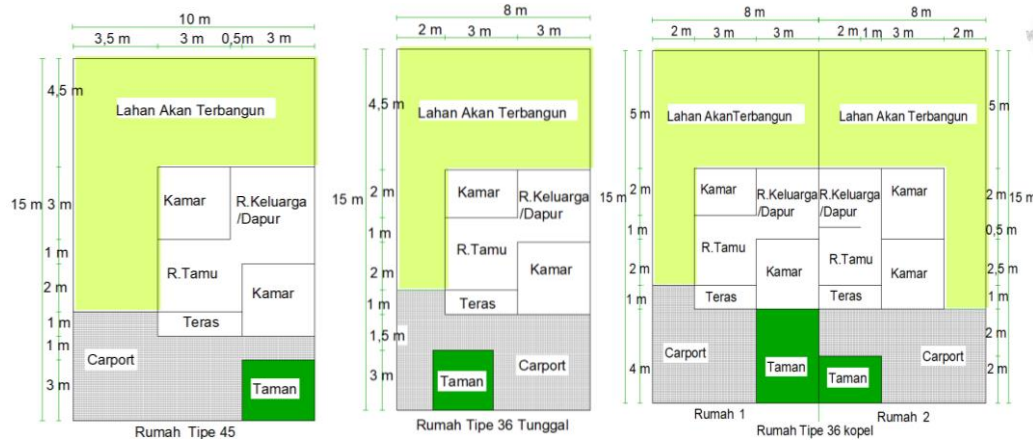 10 m
3,5 m
3 m
0,5 m
3 m
15 m
4,5 m
3 m
1 m
2 m
1 m
1 m
3 m
Lahan Akan Terbangun
Kamar
R.Keluarga
/Dapur
R.Tamu
Kamar
Teras
Carport
Taman
Rumah Tipe 45
8 m
2 m
3 m
3 m
15 m
4,5 m
2 m
1 m
2 m
1 m
1,5 m
3 m
Lahan Akan Terbangun
Kamar
R.Keluarga
/Dapur
R.Tamu
Kamar
Teras
Carport
Taman
Rumah Tipe 36 Tunggal
8 m
8 m
2 m
3 m
3 m
2 m
1 m
3 m
2 m
15 m
5 m
2 m
1 m
2 m
1 m
4 m
Lahan AkanTerbangun
Lahan Akan Terbangun
Kamar
R.Keluarga
/Dapur
R.Keluarga
/Dapur
Kamar
R.Tamu
Kamar
R.Tamu
Kamar
Teras
Teras
Carport
Taman
Taman
Carport
5 m
2 m
15 m
0,5 m
2,5 m
1 m
2 m
2 m
Rumah 1
Rumah 2
Rumah Tipe 36 kopel